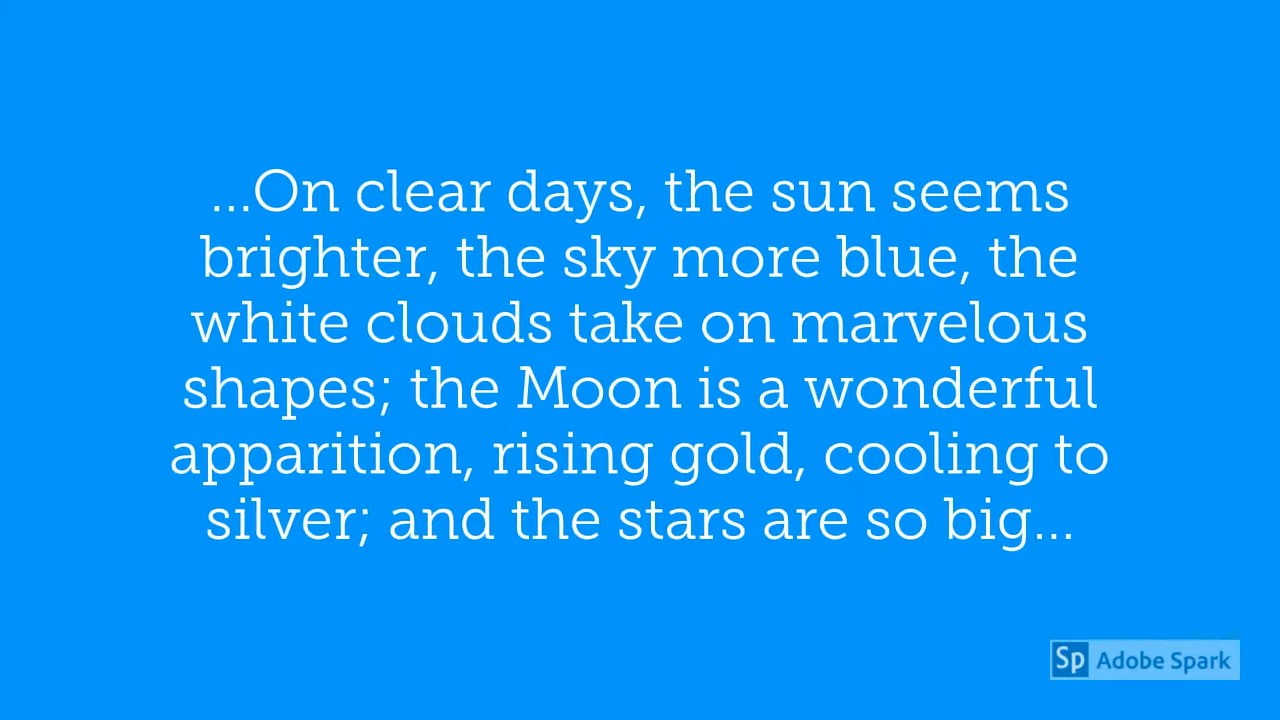 ...On clear days, the sun seems
brighter, the sky more blue, the
white clouds take on marvelous
shapes; the Moon is a wonderful
apparition, rising gold, cooling to
silver; and the stars are so big...
Sp Adobe Spark